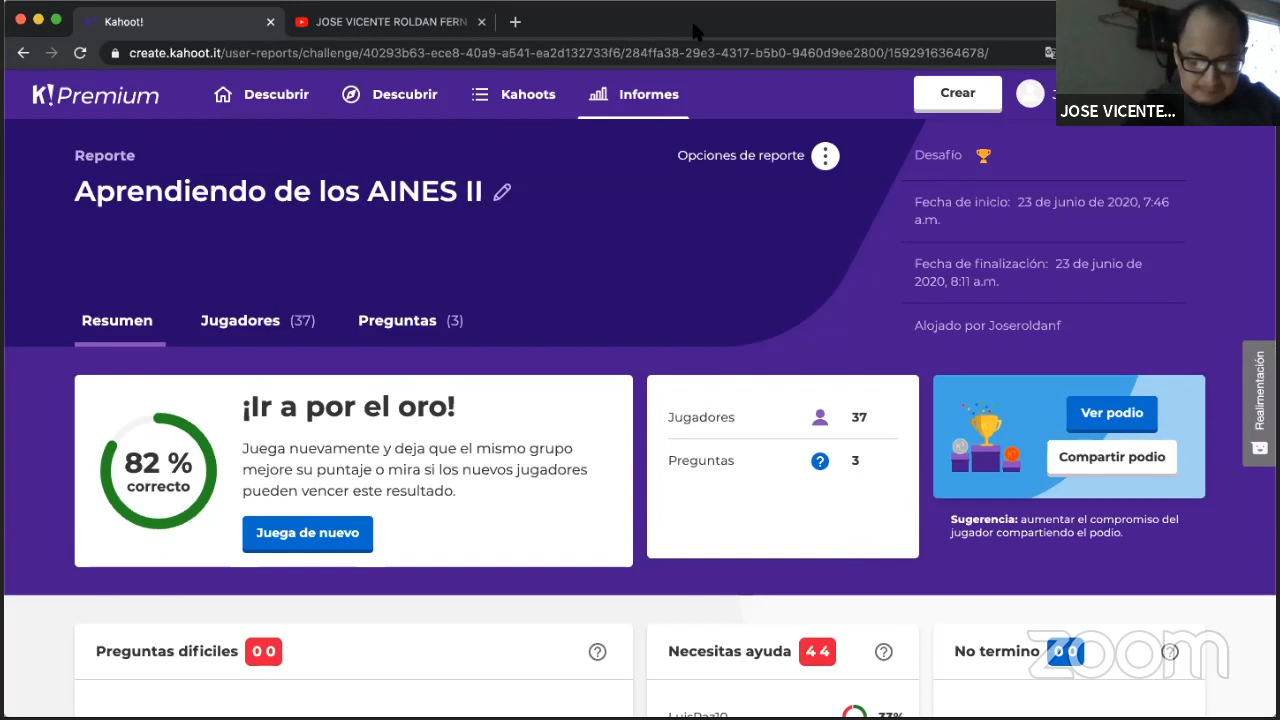 Kahoot!
JOSE VICENTE ROLDAN FERN
create.kahoot.it/user-reports/challenge/40293b63-ece8-40a9-a541-ea2d132733f6/284ffa38-29e3-4317-b5b0-9460d9ee2800/1592916364678/
K! Premium
Descubrir
Descubrir
Kahoots
Informes
Crear
JOSE VICENTE...
Reporte
Opciones de reporte
Aprendiendo de los AINES II
Desafío
Fecha de inicio: 23 de junio de 2020, 7:46
a.m.
Fecha de finalización: 23 de junio de
2020, 8:11 a.m.
Alojado por Joseroldanf
Resumen
Jugadores (37)
Preguntas (3)
Realimentación
82 %
correcto
¡Ir a por el oro!
Juega nuevamente y deja que el mismo grupo
mejore su puntaje o mira si los nuevos jugadores
pueden vencer este resultado.
Juega de nuevo
Jugadores 37
Preguntas 3
Ver podio
Compartir podio
Sugerencia: aumentar el compromiso del
jugador compartiendo el podio.
Preguntas difíciles 0 0
Necesitas ayuda 4 4
No termino 0 0
LuisPaz10 33%
zoom